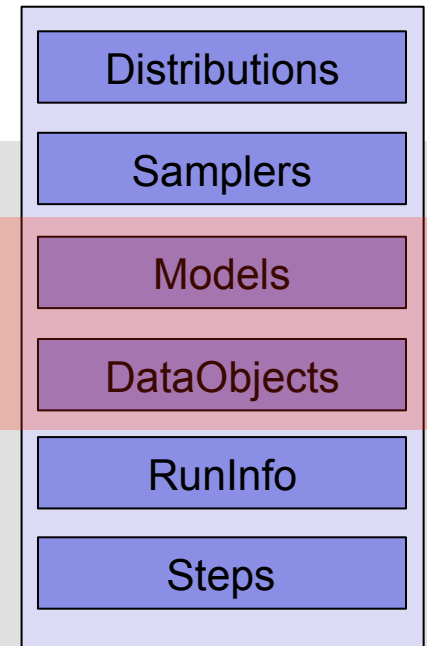 Distributions
Samplers
Models
DataObjects
RunInfo
Steps